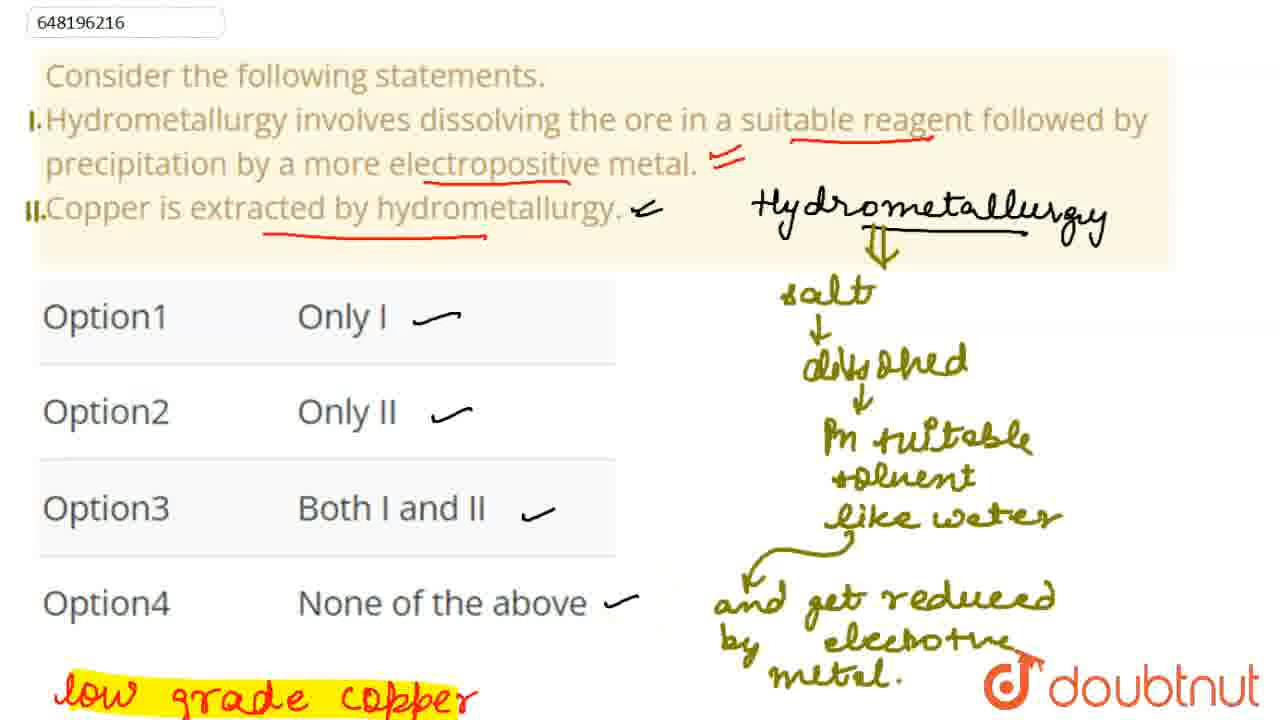 648196216
Consider the following statements.
I. Hydrometallurgy involves dissolving the ore in a suitable reagent followed by
precipitation by a more electropositive metal.
II. Copper is extracted by hydrometallurgy.
Hydrometallurgy
salt
dissolved
in suitable
solvent
like water
and get reduced
by
metal.
Option1 Only I
Option2 Only II
Option3 Both I and II
Option4 None of the above
low grade copper
doubtnut